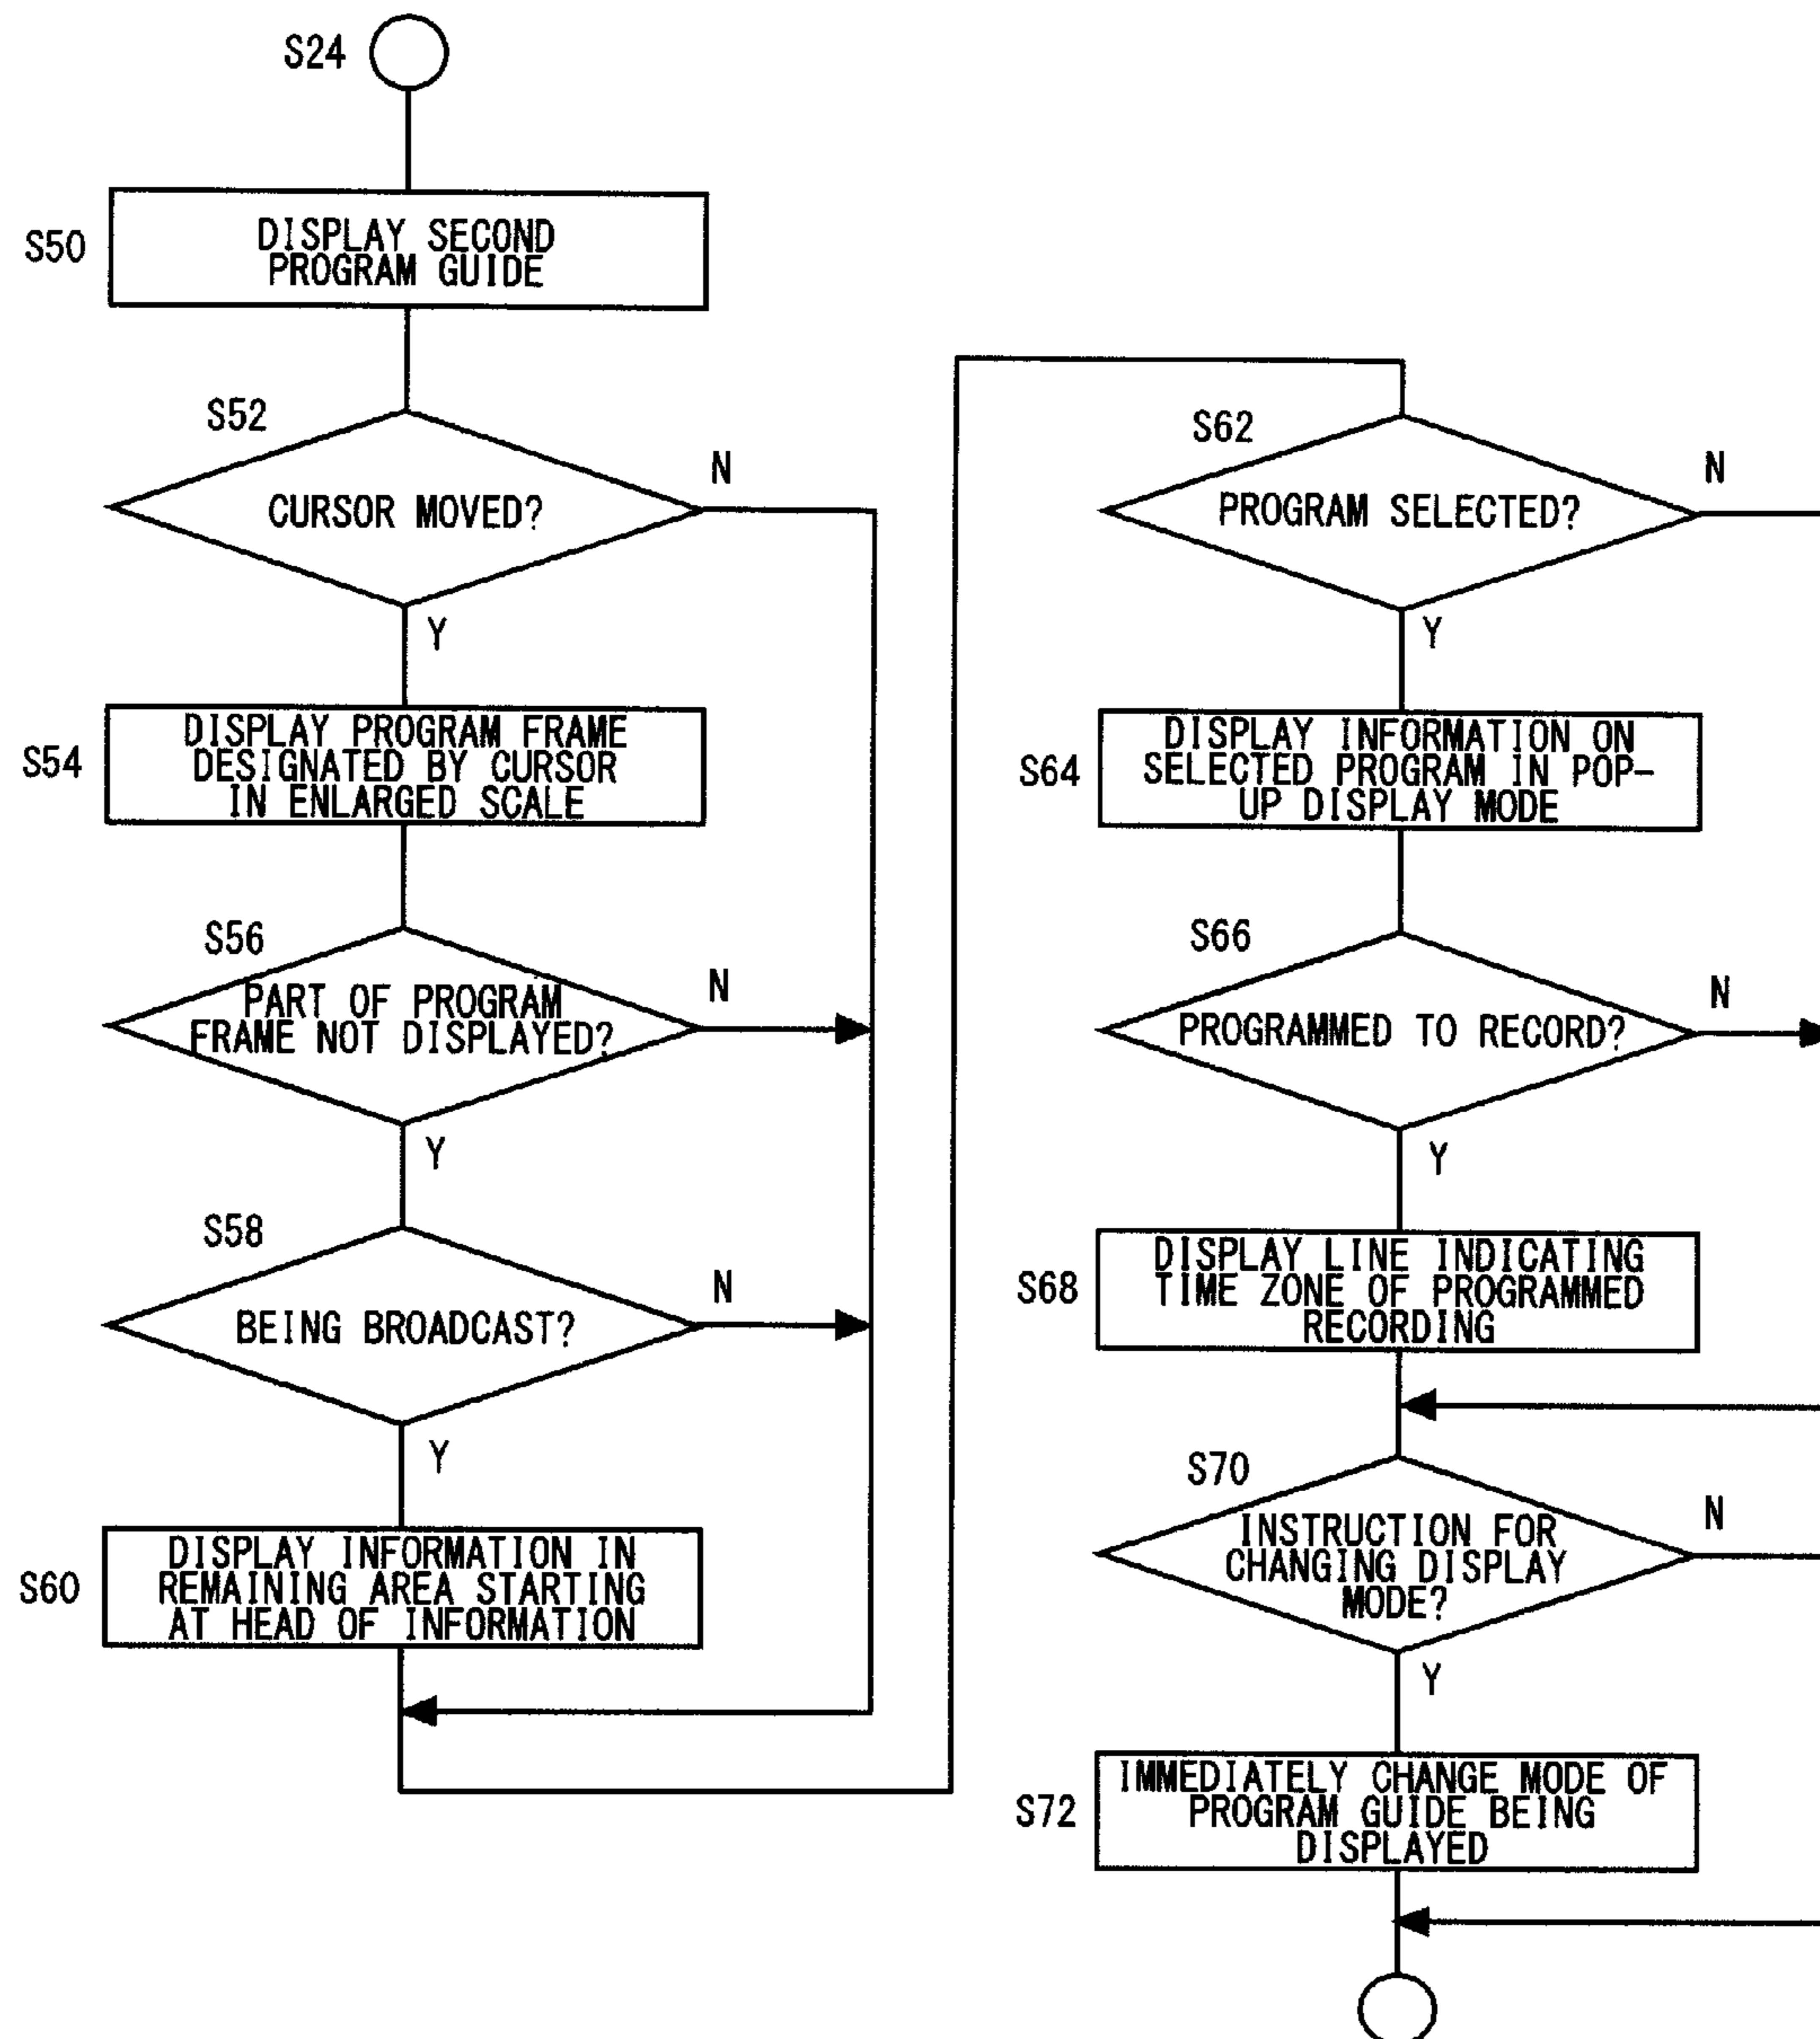 S24
S50
DISPLAY SECOND
PROGRAM GUIDE
S52
CURSOR MOVED?
N
Y
S54
DISPLAY PROGRAM FRAME
DESIGNATED BY CURSOR
IN ENLARGED SCALE
S56
PART OF PROGRAM
FRAME NOT DISPLAYED?
N
Y
S58
BEING BROADCAST?
N
Y
S60
DISPLAY INFORMATION IN
REMAINING AREA STARTING
AT HEAD OF INFORMATION
S62
PROGRAM SELECTED?
N
Y
S64
DISPLAY INFORMATION ON
SELECTED PROGRAM IN POP-
UP DISPLAY MODE
S66
PROGRAMMED TO RECORD?
N
Y
S68
DISPLAY LINE INDICATING
TIME ZONE OF PROGRAMMED
RECORDING
S70
INSTRUCTION FOR
CHANGING DISPLAY
MODE?
N
Y
S72
IMMEDIATELY CHANGE MODE OF
PROGRAM GUIDE BEING
DISPLAYED